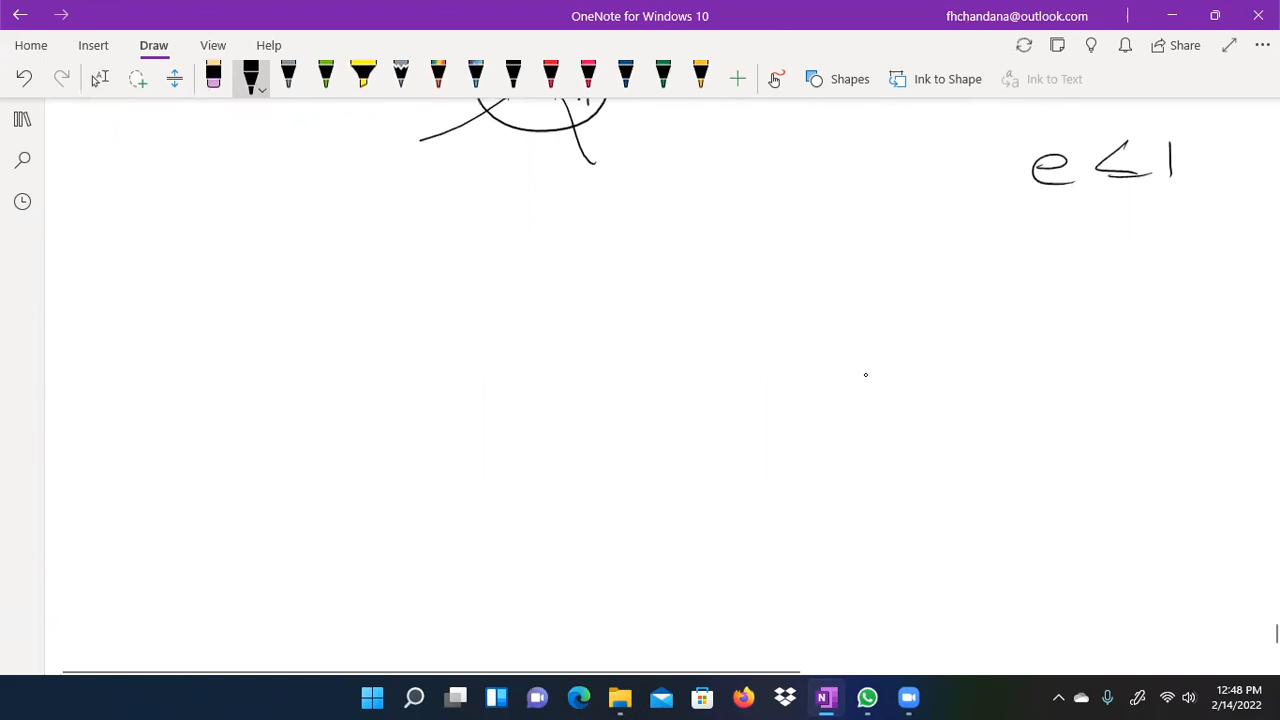 OneNote for Windows 10
fhchandana@outlook.com
Home Insert Draw View Help
Share
Shapes
Ink to Shape
Ink to Text
e ≤ 1
12:48 PM
2/14/2022